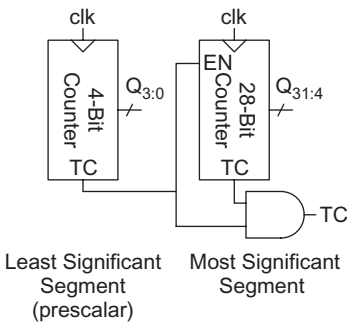 clk
clk
4-Bit
Counter
TC
Q3:0
EN
28-Bit
Counter
TC
Q31:4
TC
Least Significant
Segment
(prescalar)
Most Significant
Segment